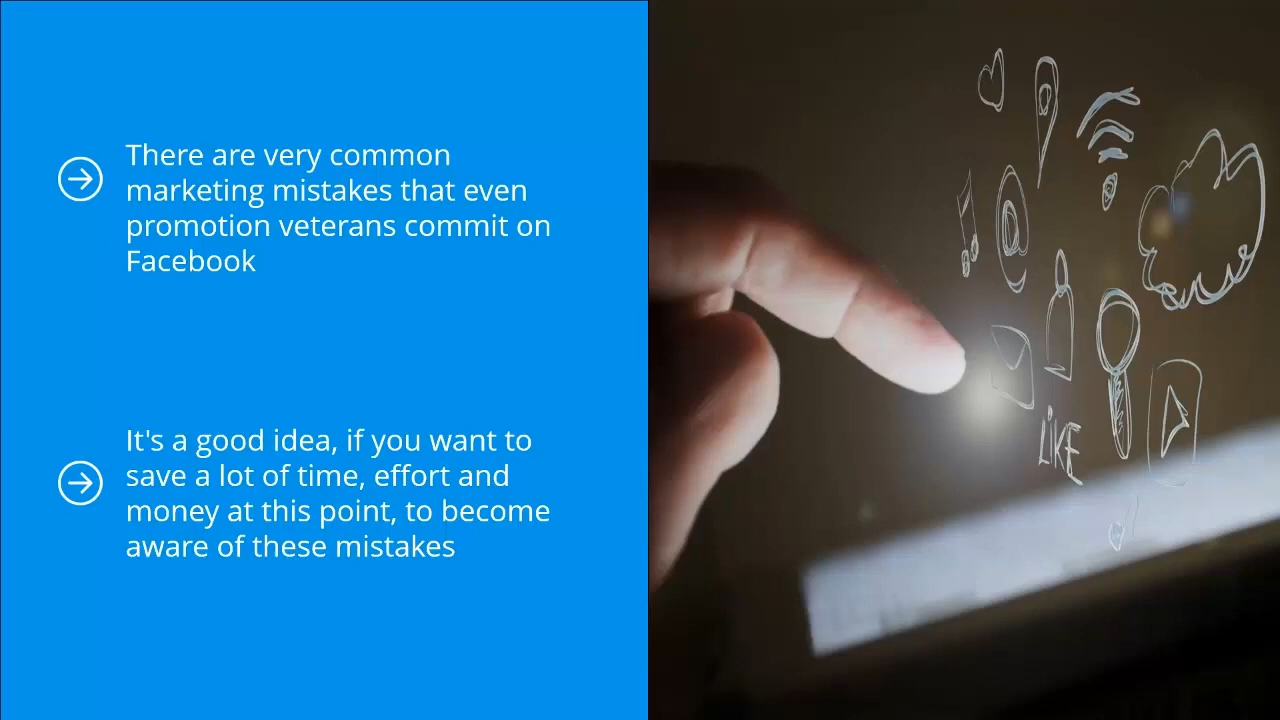 There are very common
marketing mistakes that even
promotion veterans commit on
Facebook
It's a good idea, if you want to
save a lot of time, effort and
money at this point, to become
aware of these mistakes
LIKE